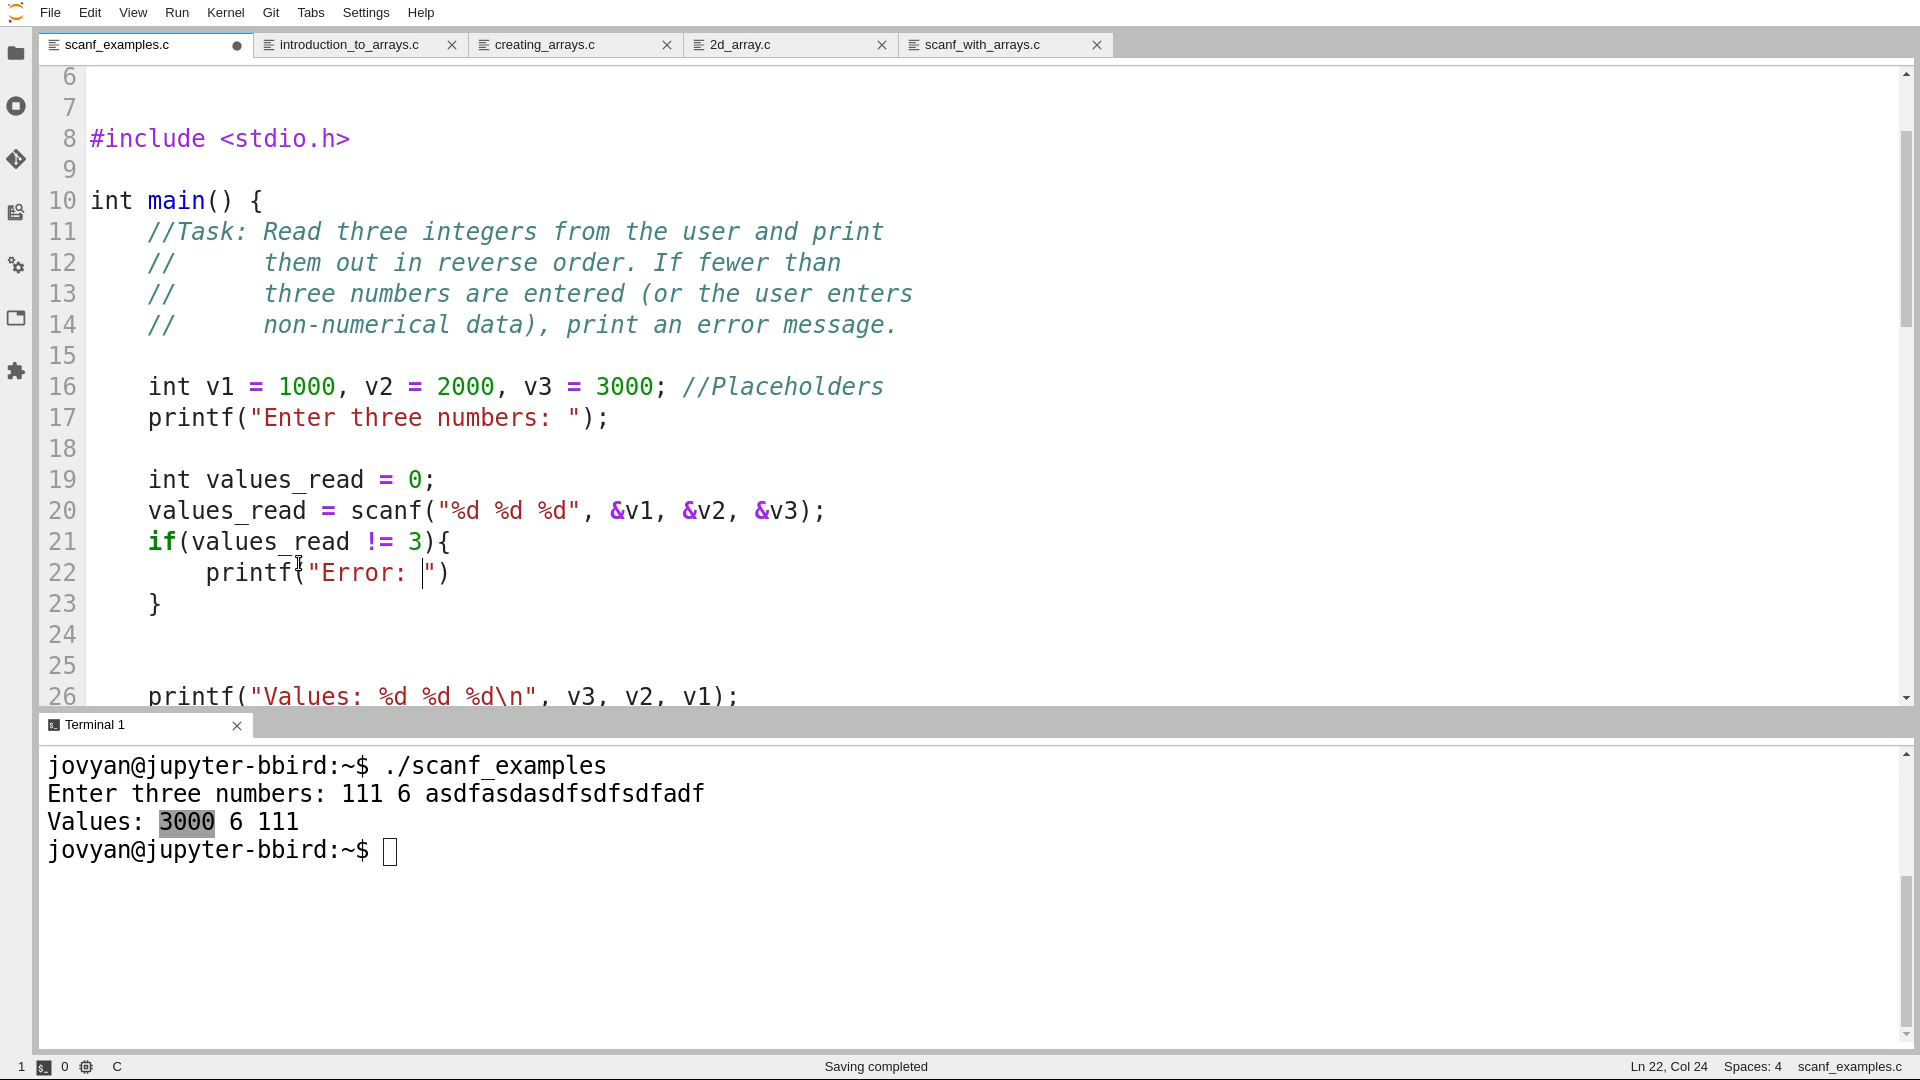 File Edit View Run Kernel Git Tabs Settings Help
scanf_examples.c introduction_to_arrays.c creating_arrays.c 2d_array.c scanf_with_arrays.c
6
7
8 #include <stdio.h>
9
10 int main() {
11 //Task: Read three integers from the user and print
12 // them out in reverse order. If fewer than
13 // three numbers are entered (or the user enters
14 // non-numerical data), print an error message.
15
16 int v1 = 1000, v2 = 2000, v3 = 3000; //Placeholders
17 printf("Enter three numbers: ");
18
19 int values_read = 0;
20 values_read = scanf("%d %d %d", &v1, &v2, &v3);
21 if(values_read != 3){
22 printf("Error: ")
23 }
24
25
26 printf("Values: %d %d %d\n", v3, v2, v1);
Terminal 1
jovyan@jupyter-bbird:~$ ./scanf_examples
Enter three numbers: 111 6 asdfasdasdfsdfsdfadf
Values: 3000 6 111
jovyan@jupyter-bbird:~$
1 0 C Saving completed Ln 22, Col 24 Spaces: 4 scanf_examples.c